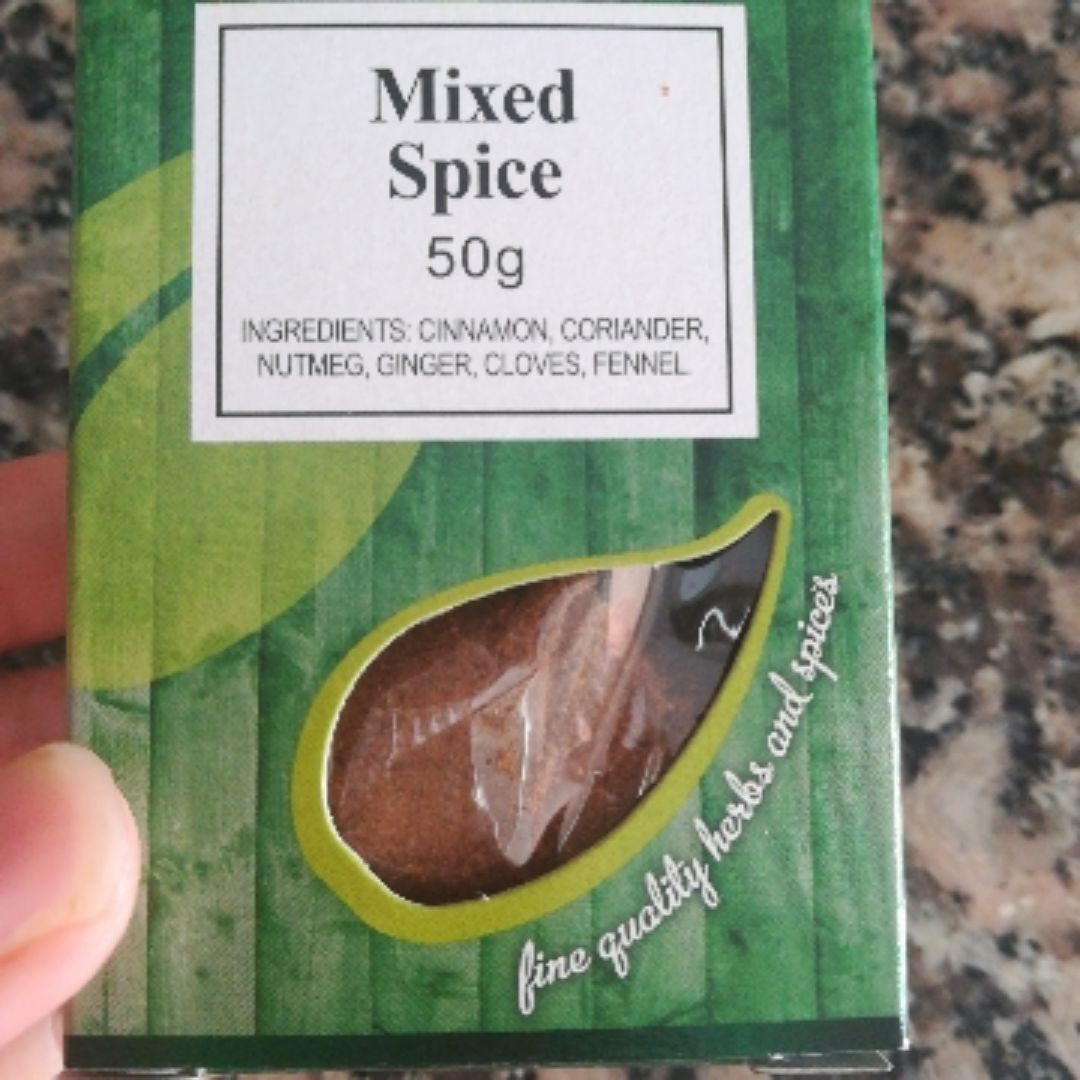 Mixed
Spice
50g
INGREDIENTS: CINNAMON, CORIANDER,
NUTMEG, GINGER, CLOVES, FENNEL.
fine quality herbs and spices